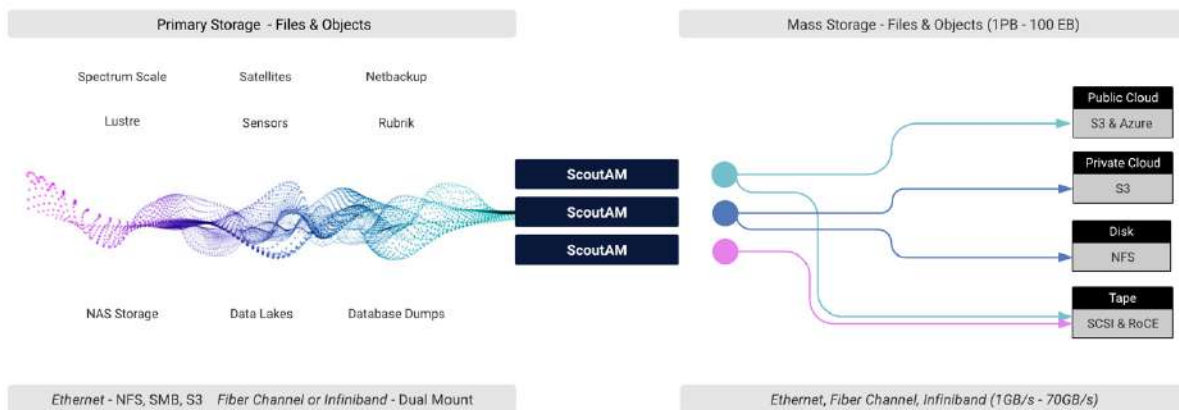 Primary Storage - Files & Objects
Mass Storage - Files & Objects (1PB - 100 EB)
Spectrum Scale
Satellites
Netbackup
Lustre
Sensors
Rubrik
ScoutAM
ScoutAM
ScoutAM
Public Cloud
S3 & Azure
Private Cloud
S3
Disk
NFS
Tape
SCSI & RoCE
NAS Storage
Data Lakes
Database Dumps
Ethernet - NFS, SMB, S3 Fiber Channel or Infiniband - Dual Mount
Ethernet, Fiber Channel, Infiniband (1GB/s - 70GB/s)